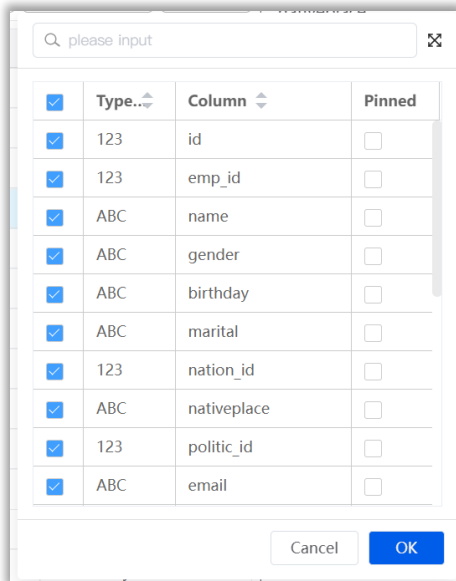 please input
Type.. Column Pinned
123 id
123 emp_id
ABC name
ABC gender
ABC birthday
ABC marital
123 nation_id
ABC nativeplace
123 politic_id
ABC email
Cancel OK